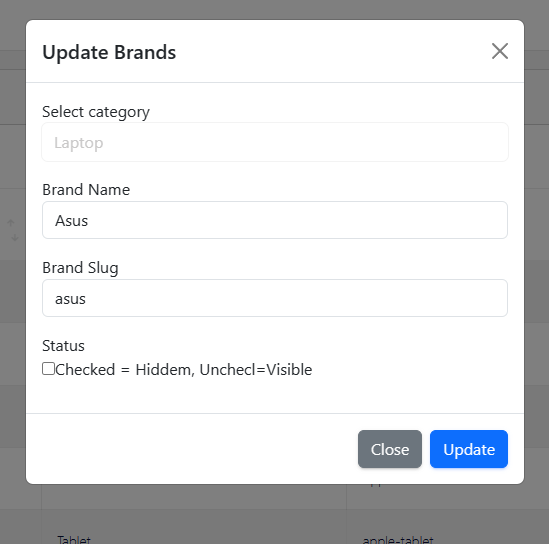 Update Brands
Select category
Laptop
Brand Name
Asus
Brand Slug
asus
Status
Checked = Hiddem, Unchecl=Visible
Close
Update
Tablet
apple-tablet